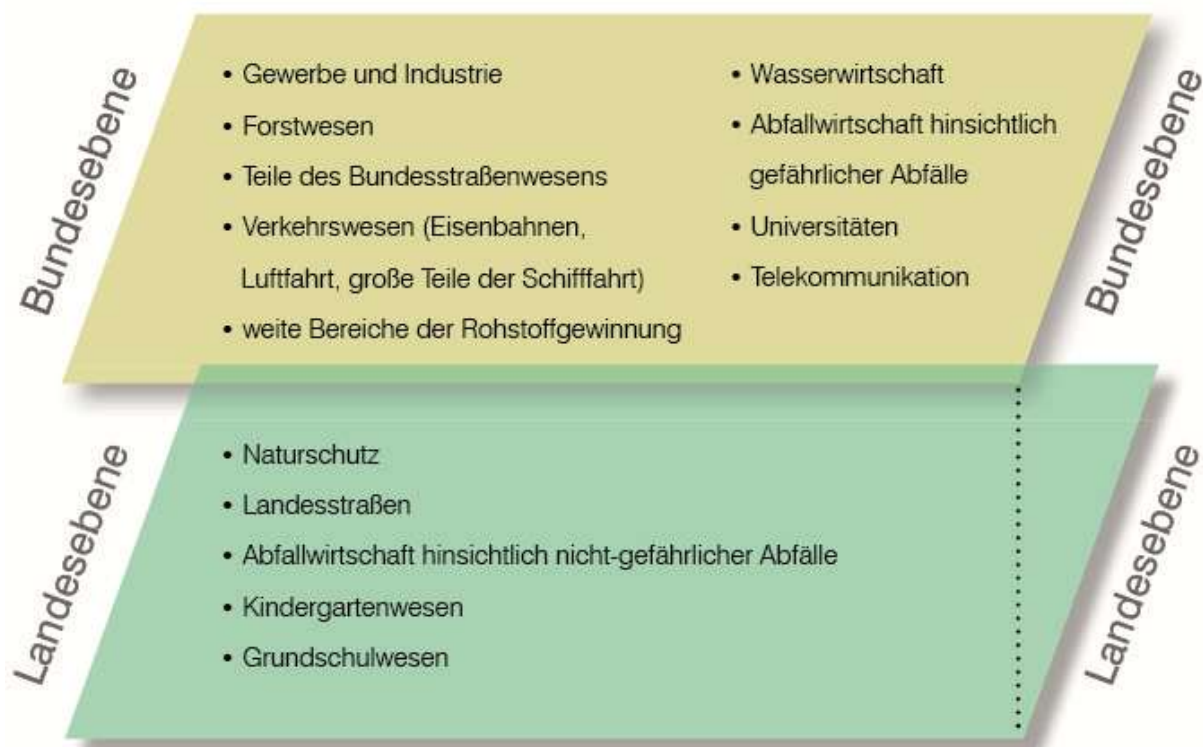 Bundesebene
• Gewerbe und Industrie
• Forstwesen
• Teile des Bundesstraßenwesens
• Verkehrswesen (Eisenbahnen,
Luftfahrt, große Teile der Schifffahrt)
• weite Bereiche der Rohstoffgewinnung
• Wasserwirtschaft
• Abfallwirtschaft hinsichtlich
gefährlicher Abfälle
• Universitäten
• Telekommunikation
Bundesebene
Landesebene
• Naturschutz
• Landesstraßen
• Abfallwirtschaft hinsichtlich nicht-gefährlicher Abfälle
• Kindergartenwesen
• Grundschulwesen
Landesebene